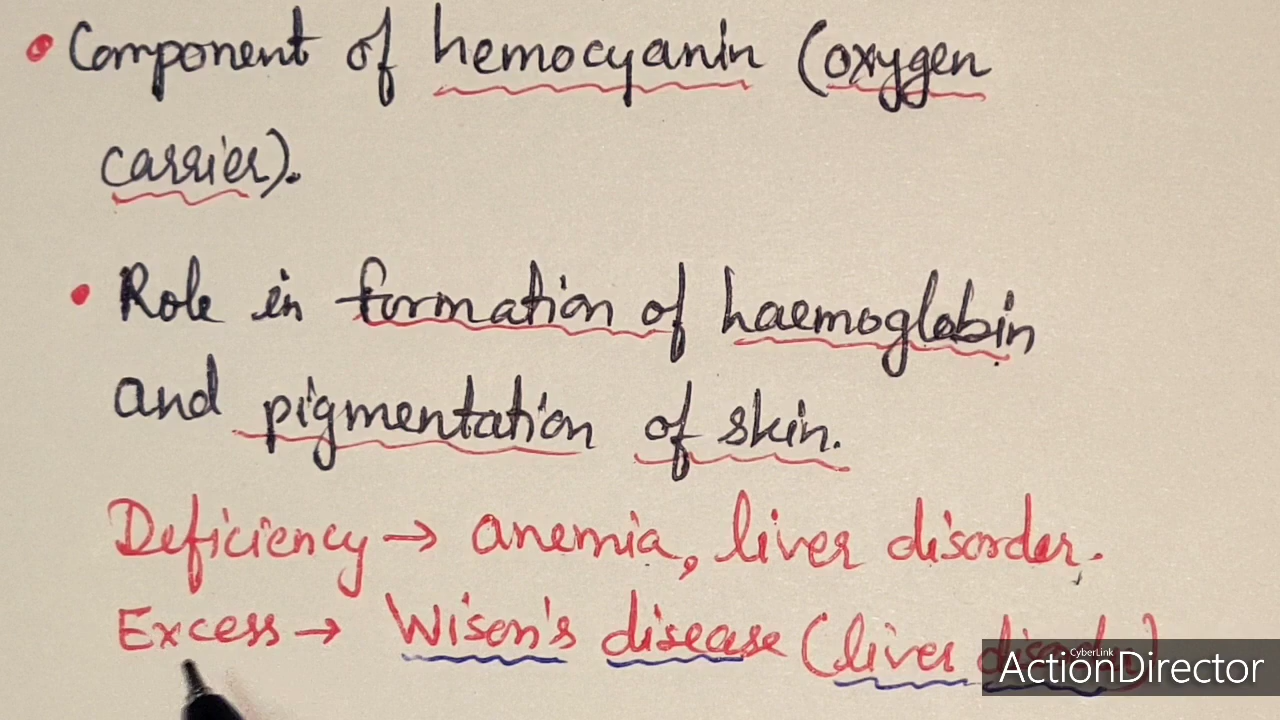 Component of hemocyanin (oxygen
carrier).
Role in formation of haemoglobin
and pigmentation of skin.
Deficiency → anemia, liver disorder.
Excess → Wison's disease (liver
CyberLink
ActionDirector